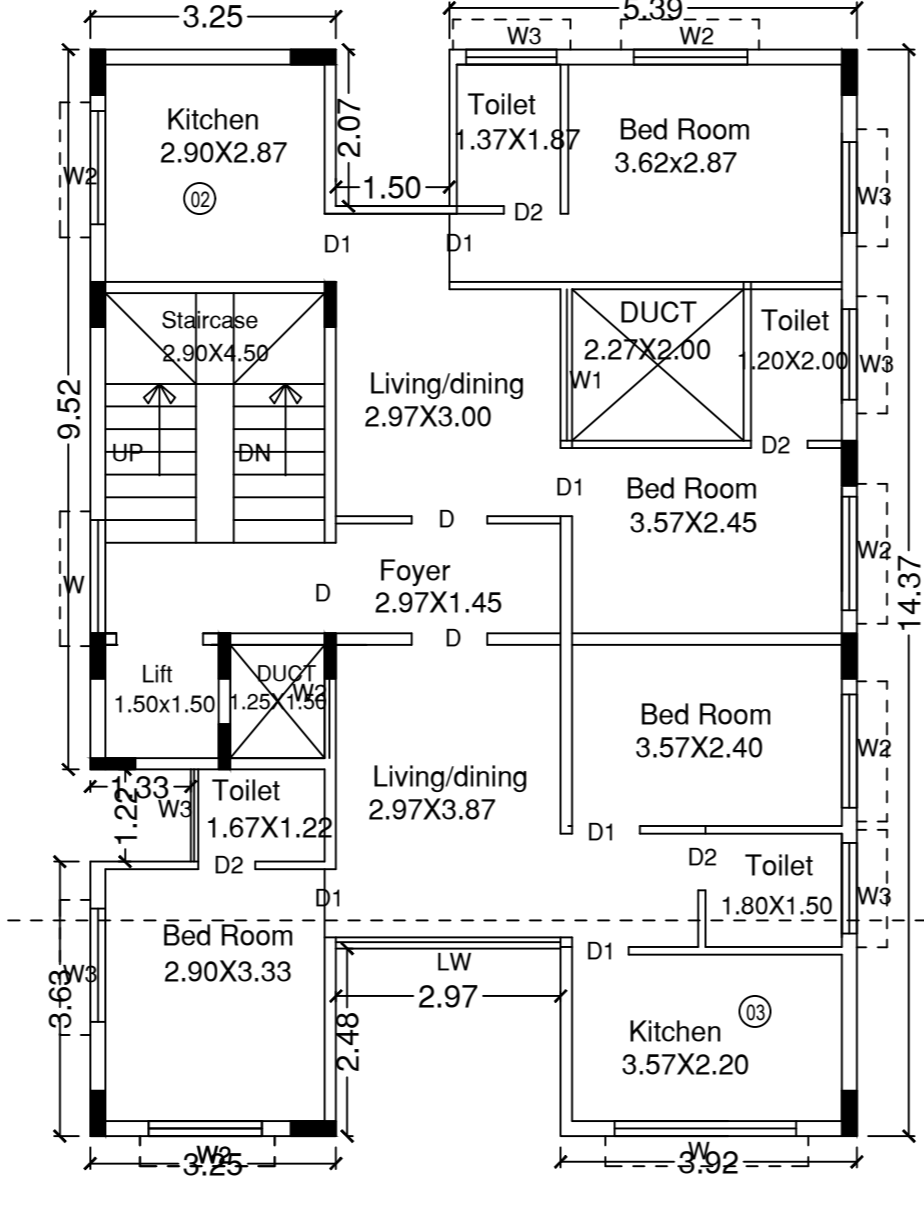 3.25
5.39
W3
W2
Kitchen
2.90X2.87
02
W2
2.07
1.50
Toilet
1.37X1.87
Bed Room
3.62x2.87
D2
W3
D1
D1
Staircase
2.90X4.50
DUCT
2.27X2.00
W1
Toilet
1.20X2.00
W3
9.52
Living/dining
2.97X3.00
UP
DN
D2
D1
Bed Room
3.57X2.45
D
W2
W
D
Foyer
2.97X1.45
14.37
D
Lift
1.50x1.50
DUCT
1.25X1.50
W2
Bed Room
3.57X2.40
W2
Living/dining
2.97X3.87
1.33
1.22
W3
Toilet
1.67X1.22
D1
D2
D2
Toilet
1.80X1.50
W3
D1
Bed Room
2.90X3.33
W3
3.63
LW
2.97
2.48
D1
03
Kitchen
3.57X2.20
W2
3.25
W
3.92